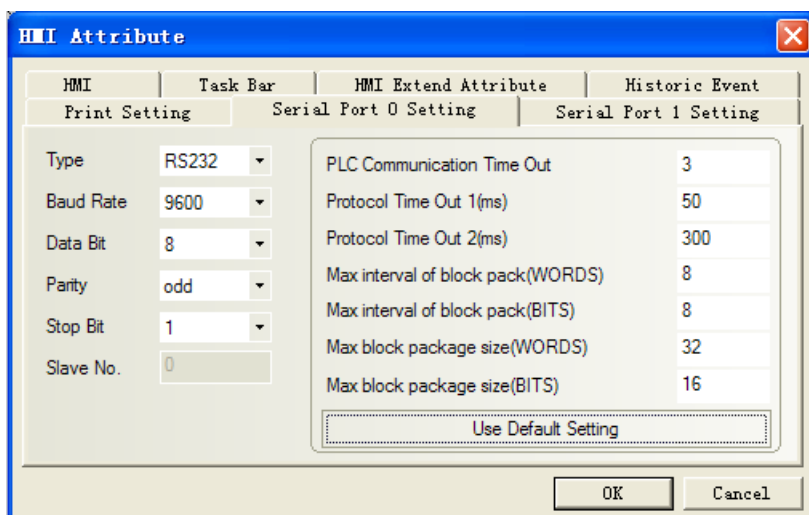 HMI Attribute
HMI Task Bar HMI Extend Attribute Historic Event
Print Setting Serial Port 0 Setting Serial Port 1 Setting
Type RS232
Baud Rate 9600
Data Bit 8
Parity odd
Stop Bit 1
Slave No. 0
PLC Communication Time Out 3
Protocol Time Out 1(ms) 50
Protocol Time Out 2(ms) 300
Max interval of block pack(WORDS) 8
Max interval of block pack(BITS) 8
Max block package size(WORDS) 32
Max block package size(BITS) 16
Use Default Setting
OK Cancel